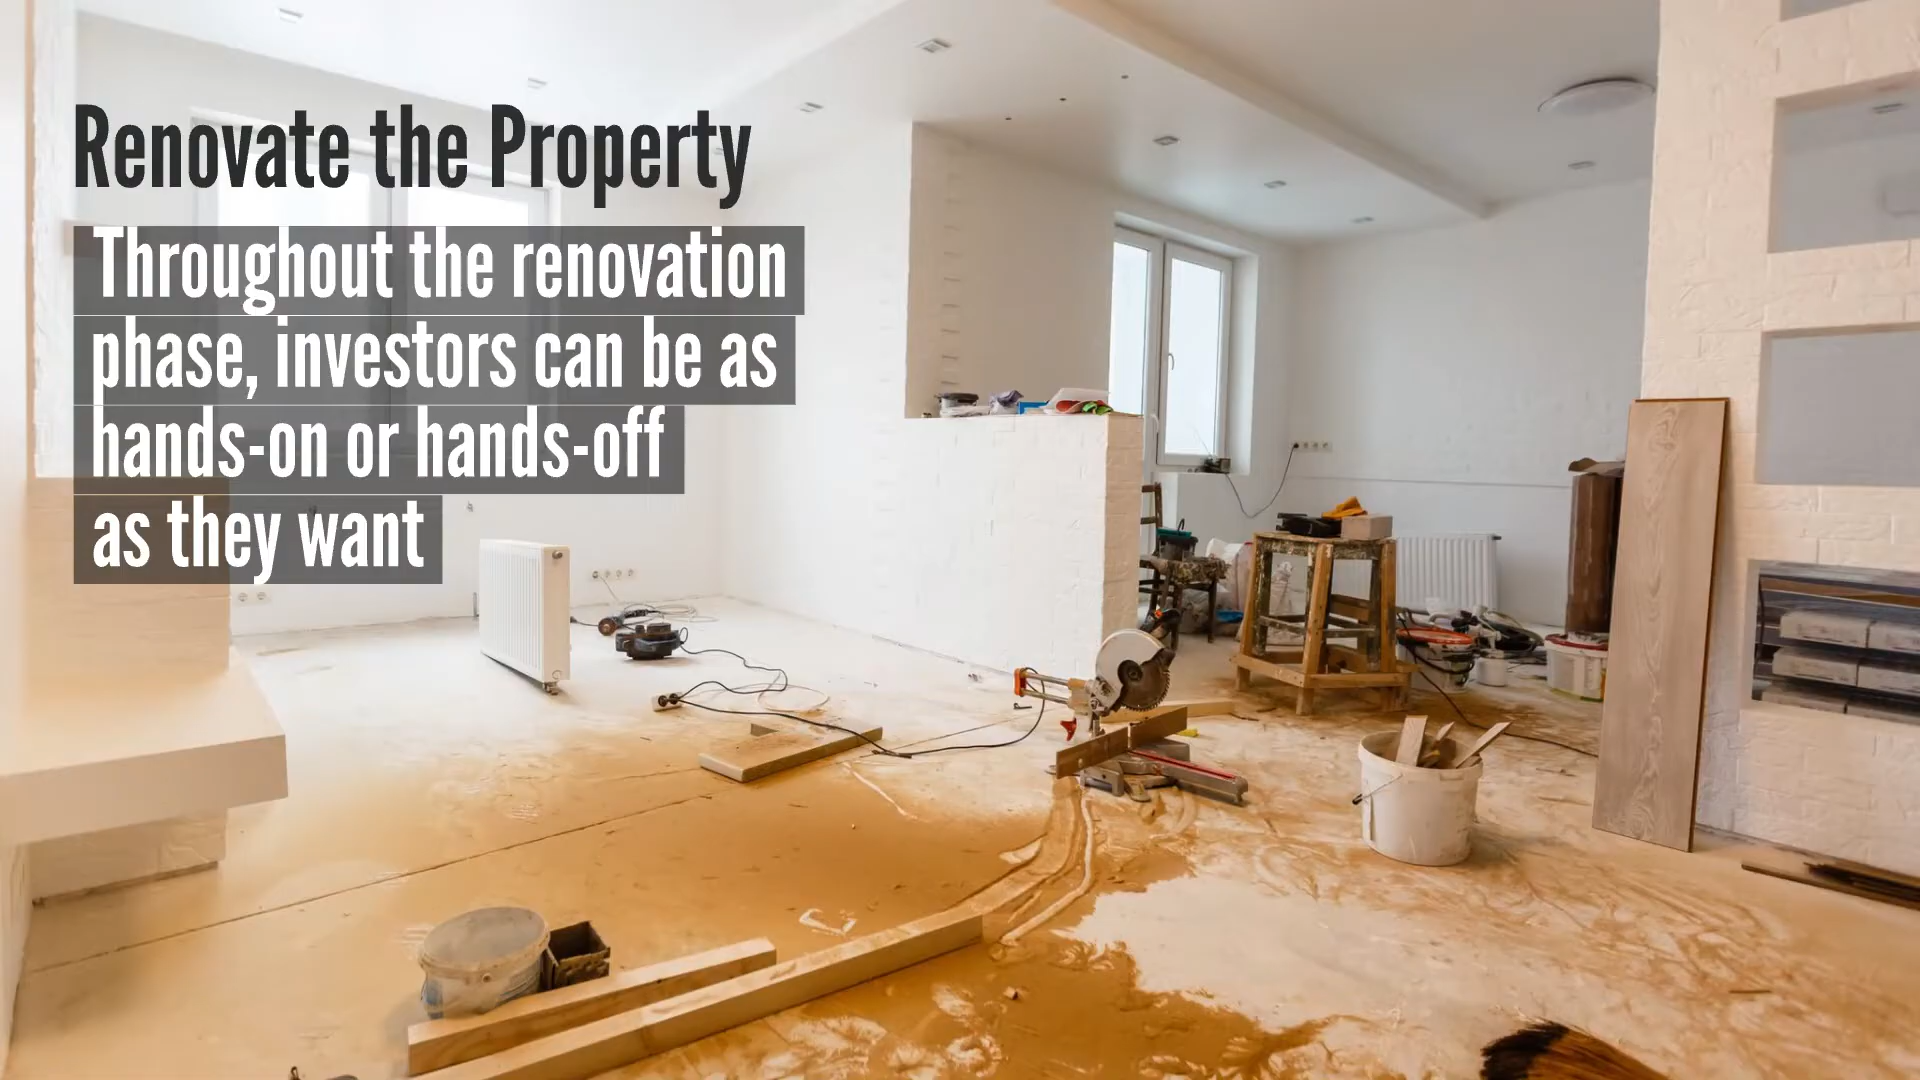 Renovate the Property
Throughout the renovation
phase, investors can be as
hands-on or hands-off
as they want